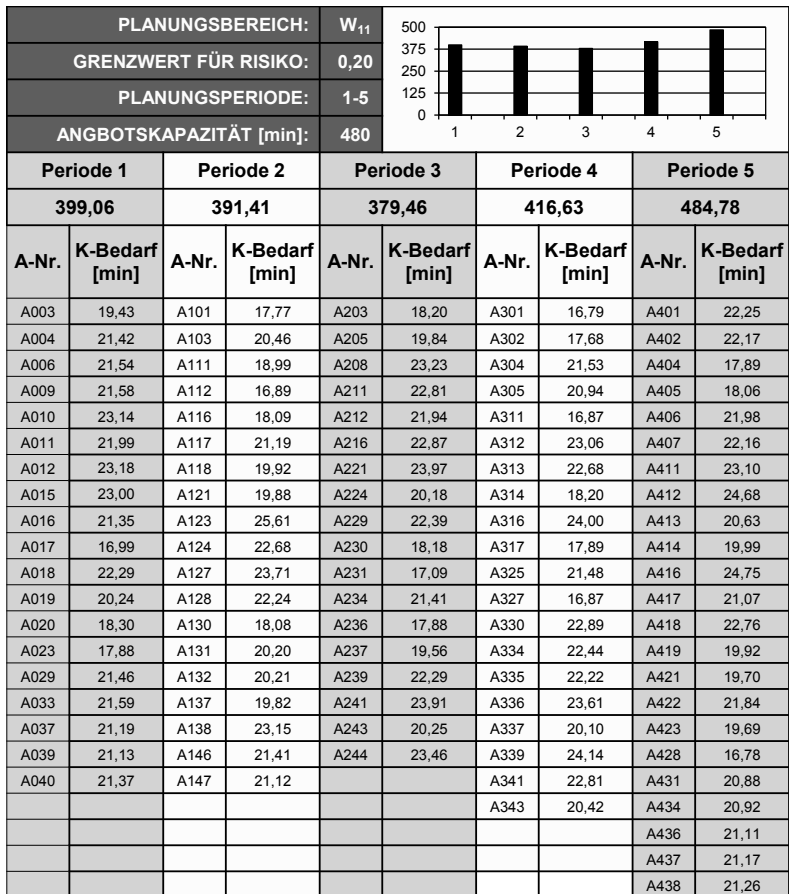 PLANUNGSBEREICH: W₁₁
GRENZWERT FÜR RISIKO: 0,20
PLANUNGSPERIODE: 1-5
ANGBOTSKAPAZITÄT [min]: 480
500
375
250
125
0
1 2 3 4 5
Periode 1 Periode 2 Periode 3 Periode 4 Periode 5
399,06 391,41 379,46 416,63 484,78
A-Nr. K-Bedarf [min] A-Nr. K-Bedarf [min] A-Nr. K-Bedarf [min] A-Nr. K-Bedarf [min] A-Nr. K-Bedarf [min]
A003 19,43 A101 17,77 A203 18,20 A301 16,79 A401 22,25
A004 21,42 A103 20,46 A205 19,84 A302 17,68 A402 22,17
A006 21,54 A111 18,99 A208 23,23 A304 21,53 A404 17,89
A009 21,58 A112 16,89 A211 22,81 A305 20,94 A405 18,06
A010 23,14 A116 18,09 A212 21,94 A311 16,87 A406 21,98
A011 21,99 A117 21,19 A216 22,87 A312 23,06 A407 22,16
A012 23,18 A118 19,92 A221 23,97 A313 22,68 A411 23,10
A015 23,00 A121 19,88 A224 20,18 A314 18,20 A412 24,68
A016 21,35 A123 25,61 A229 22,39 A316 24,00 A413 20,63
A017 16,99 A124 22,68 A230 18,18 A317 17,89 A414 19,99
A018 22,29 A127 23,71 A231 17,09 A325 21,48 A416 24,75
A019 20,24 A128 22,24 A234 21,41 A327 16,87 A417 21,07
A020 18,30 A130 18,08 A236 17,88 A330 22,89 A418 22,76
A023 17,88 A131 20,20 A237 19,56 A334 22,44 A419 19,92
A029 21,46 A132 20,21 A239 22,29 A335 22,22 A421 19,70
A033 21,59 A137 19,82 A241 23,91 A336 23,61 A422 21,84
A037 21,19 A138 23,15 A243 20,25 A337 20,10 A423 19,69
A039 21,13 A146 21,41 A244 23,46 A339 24,14 A428 16,78
A040 21,37 A147 21,12 A341 22,81 A431 20,88
A343 20,42 A434 20,92
A436 21,11
A437 21,17
A438 21,26